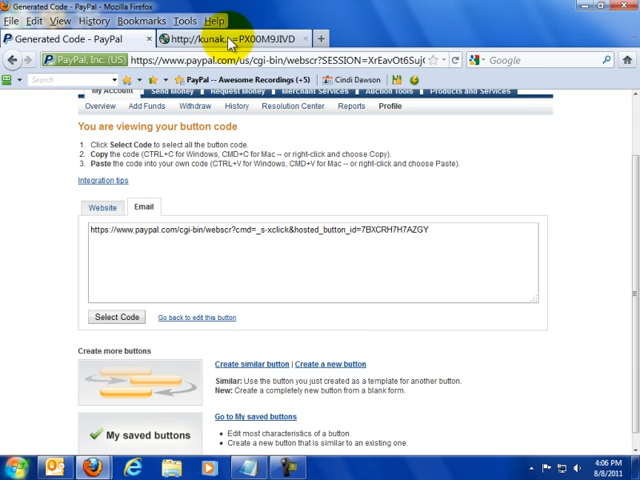 Generated Code - PayPal - Mozilla Firefox
File Edit View History Bookmarks Tools Help
Generated Code - PayPal × http://kunak. =PX00M9JIVD × +
PayPal, Inc. (US) https://www.paypal.com/us/cgi-bin/webscr?SESSION=XrEavOt6SujG Google
PayPal -- Awesome Recordings (+5) Cindi Dawson
My Account Send Money Request Money Merchant Services Auction Tools Products and Services
Overview Add Funds Withdraw History Resolution Center Reports Profile
You are viewing your button code
1. Click Select Code to select all the button code.
2. Copy the code (CTRL+C for Windows, CMD+C for Mac -- or right-click and choose Copy).
3. Paste the code into your own code (CTRL+V for Windows, CMD+V for Mac -- or right-click and choose Paste).
Integration tips
Website Email
https://www.paypal.com/cgi-bin/webscr?cmd=_s-xclick&hosted_button_id=7BXCRH7H7AZGY
Select Code Go back to edit this button
Create more buttons
Create similar button | Create a new button
Similar: Use the button you just created as a template for another button.
New: Create a completely new button from a blank form.
My saved buttons
Go to My saved buttons
• Edit most characteristics of a button.
• Create a new button that is similar to an existing one.
4:06 PM
8/8/2011